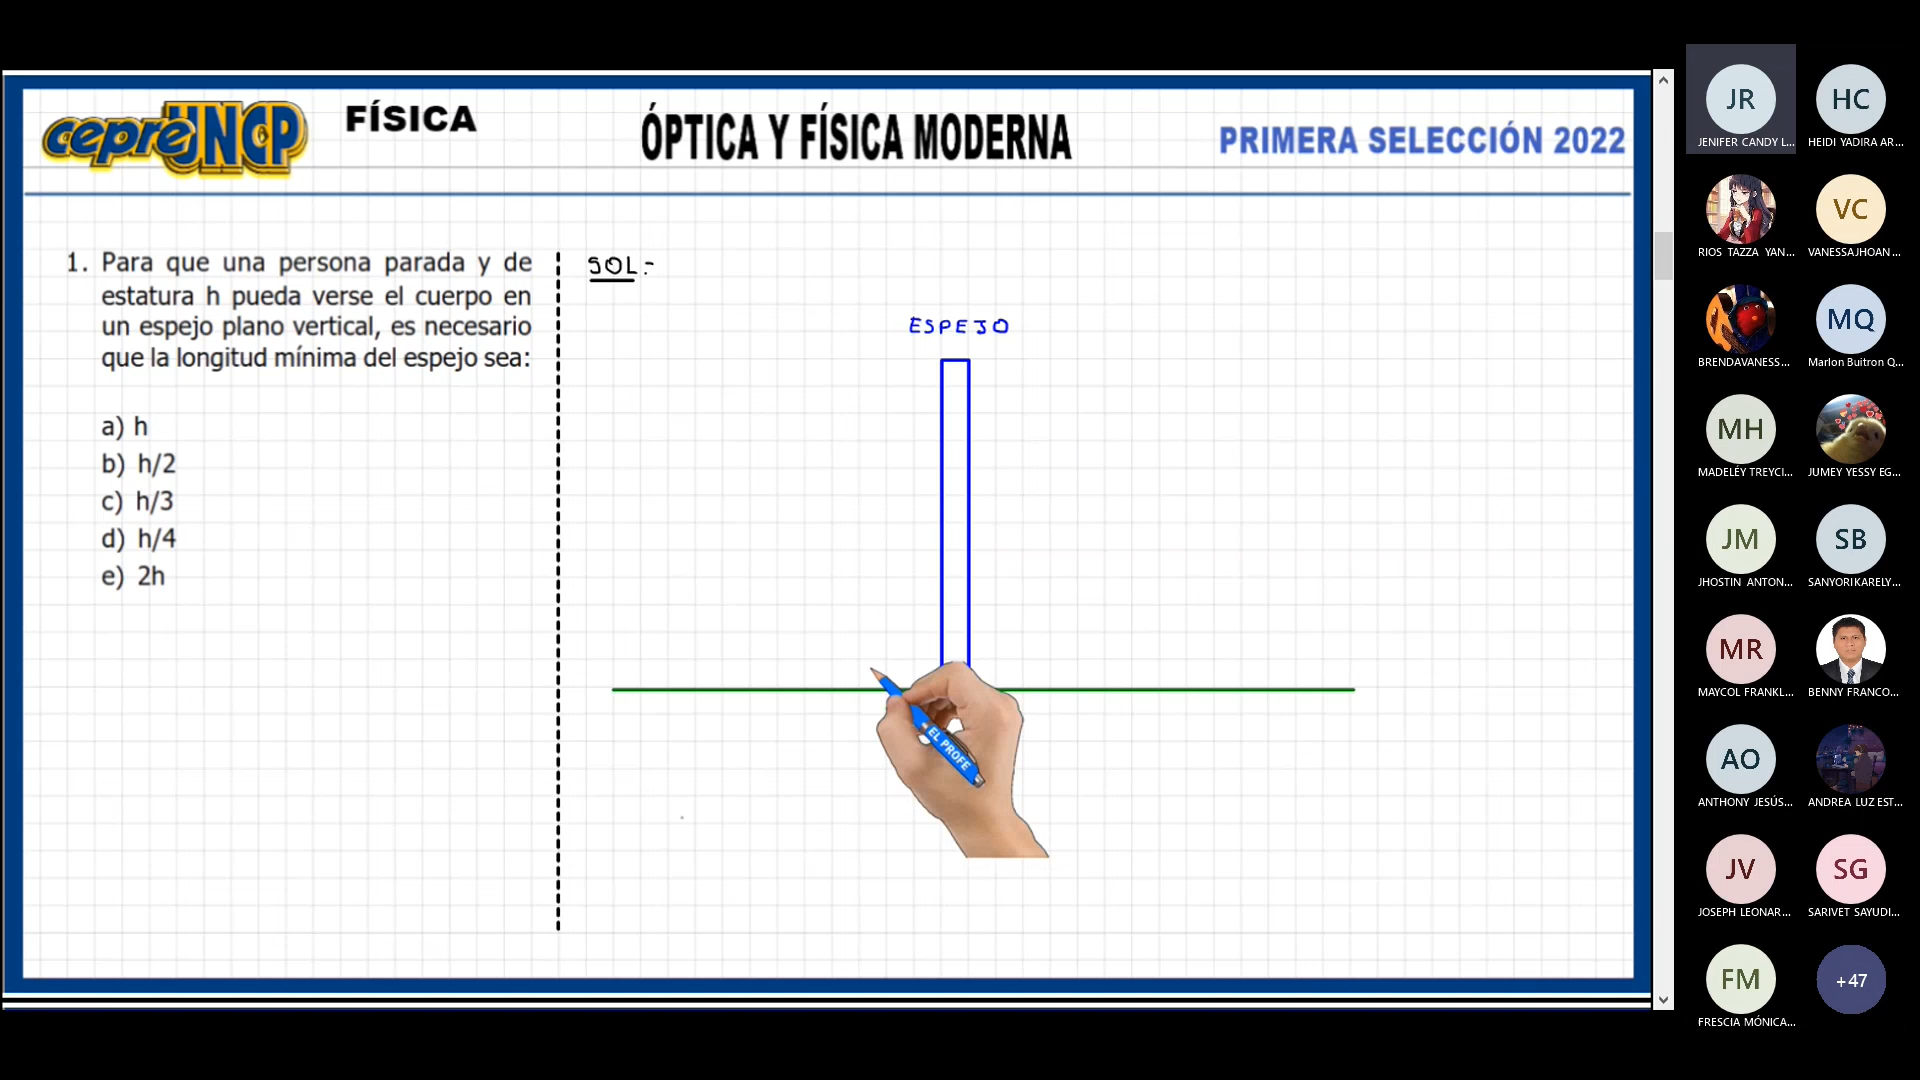 cepreUNCP
FÍSICA
ÓPTICA Y FÍSICA MODERNA
PRIMERA SELECCIÓN 2022
1. Para que una persona parada y de
estatura h pueda verse el cuerpo en
un espejo plano vertical, es necesario
que la longitud mínima del espejo sea:
a) h
b) h/2
c) h/3
d) h/4
e) 2h
SOL:-
ESPEJO
EL PROFE
JR
JENIFER CANDY L...
HC
HEIDI YADIRA AR...
RIOS TAZZA YAN...
VC
VANESSAJHOAN...
BRENDAVANESS...
MQ
Marlon Buitron Q...
MH
MADELÉY TREYCI...
JUMEY YESSY EG...
JM
JHOSTIN ANTON...
SB
SANYORIKARELY...
MR
MAYCOL FRANKL...
BENNY FRANCO...
AO
ANTHONY JESÚS...
ANDREA LUZ EST...
JV
JOSEPH LEONAR...
SG
SARIVET SAYUDI...
FM
FRESCIA MÓNICA...
+47